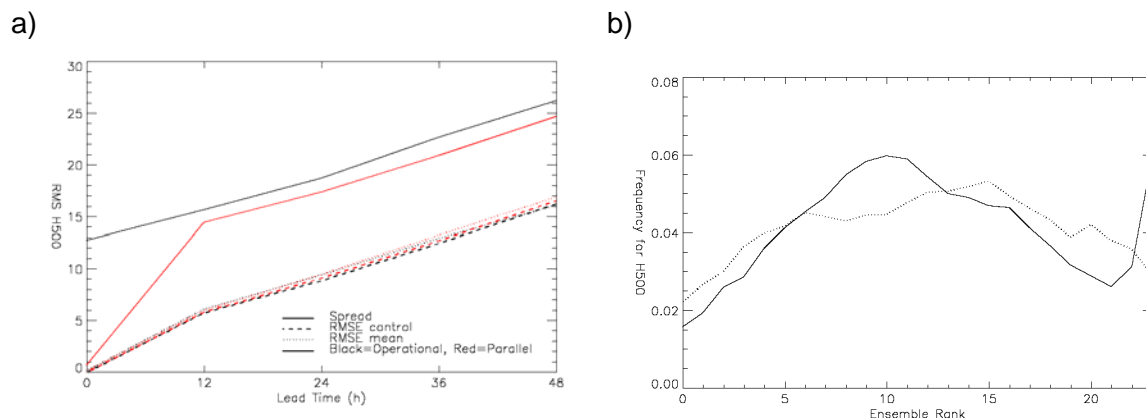 a)
30
25
20
15
10
5
0
RMS H500
Spread
RMSE control
RMSE mean
Black=Operational, Red=Parallel
0 12 24 36 48
Lead Time (h)
b)
0.08
0.06
0.04
0.02
0.00
Frequency for H500
0 5 10 15 20
Ensemble Rank